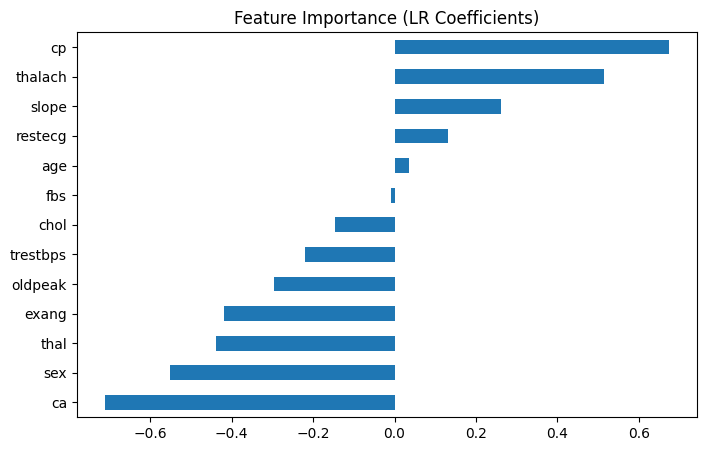 Feature Importance (LR Coefficients)
cp
thalach
slope
restecg
age
fbs
chol
trestbps
oldpeak
exang
thal
sex
ca
−0.6 −0.4 −0.2 0.0 0.2 0.4 0.6